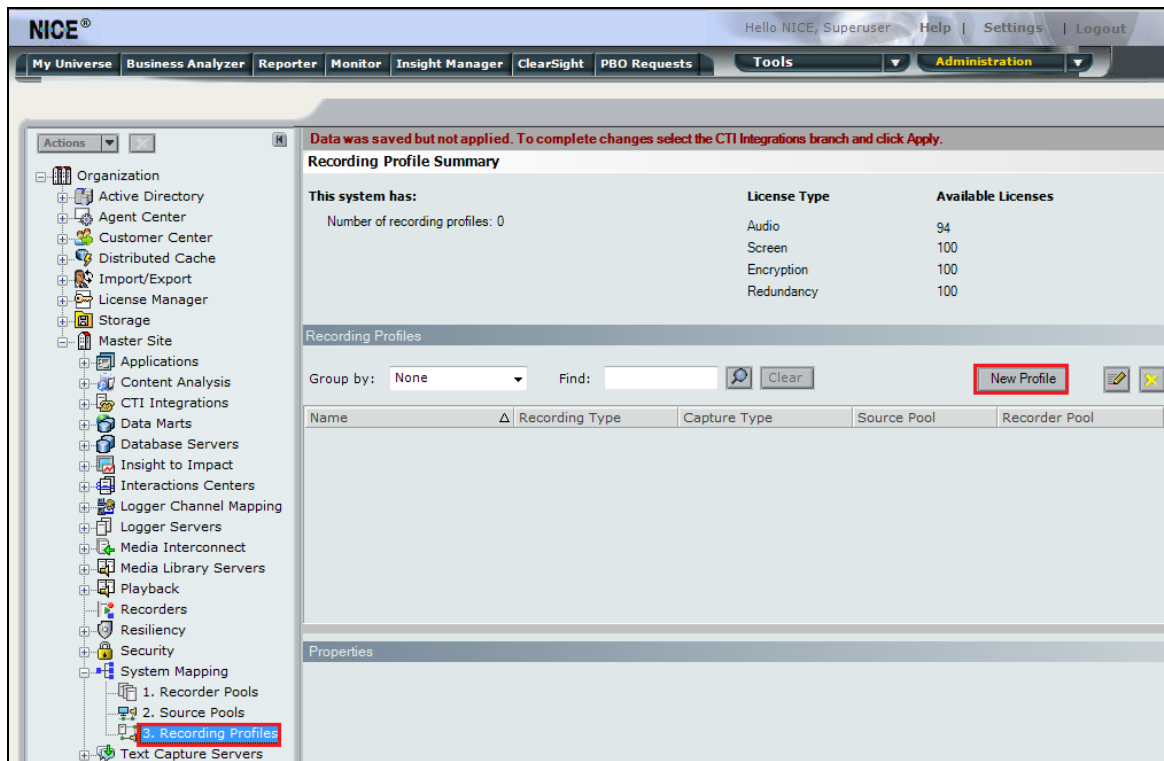 NICE®
Hello NICE, Superuser Help | Settings | Logout
My Universe Business Analyzer Reporter Monitor Insight Manager ClearSight PBO Requests Tools Administration
Actions
Organization
Active Directory
Agent Center
Customer Center
Distributed Cache
Import/Export
License Manager
Storage
Master Site
Applications
Content Analysis
CTI Integrations
Data Marts
Database Servers
Insight to Impact
Interactions Centers
Logger Channel Mapping
Logger Servers
Media Interconnect
Media Library Servers
Playback
Recorders
Resiliency
Security
System Mapping
1. Recorder Pools
2. Source Pools
3. Recording Profiles
Text Capture Servers
Data was saved but not applied. To complete changes select the CTI Integrations branch and click Apply.
Recording Profile Summary
This system has:
Number of recording profiles: 0
License Type Available Licenses
Audio 94
Screen 100
Encryption 100
Redundancy 100
Recording Profiles
Group by: None Find: Clear New Profile
Name Recording Type Capture Type Source Pool Recorder Pool
Properties